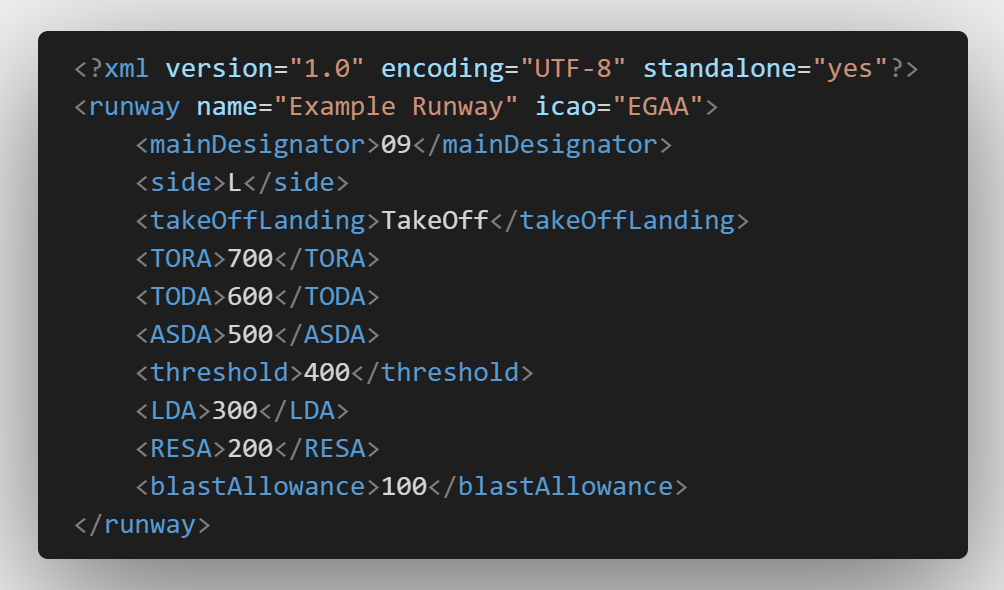 <?xml version="1.0" encoding="UTF-8" standalone="yes"?>
<runway name="Example Runway" icao="EGAA">
    <mainDesignator>09</mainDesignator>
    <side>L</side>
    <takeOffLanding>TakeOff</takeOffLanding>
    <TORA>700</TORA>
    <TODA>600</TODA>
    <ASDA>500</ASDA>
    <threshold>400</threshold>
    <LDA>300</LDA>
    <RESA>200</RESA>
    <blastAllowance>100</blastAllowance>
</runway>